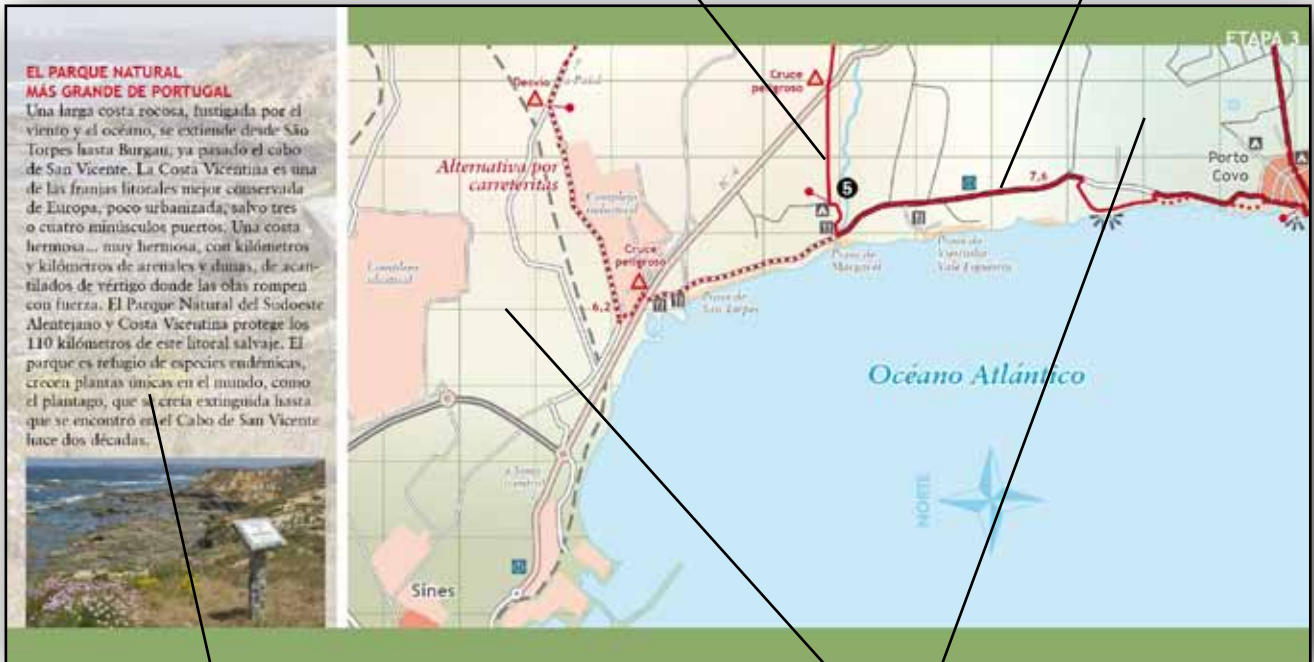 EL PARQUE NATURAL
MÁS GRANDE DE PORTUGAL
Una larga costa rocosa, fustigada por el
viento y el océano, se extiende desde São
Torpes hasta Burgau, ya pasado el cabo
de San Vicente. La Costa Vicentina es una
de las franjas litorales mejor conservada
de Europa, poco urbanizada, salvo tres
o cuatro minúsculos puertos. Una costa
hermosa... muy hermosa, con kilómetros
y kilómetros de arenales y dunas, de acan-
tilados de vértigo donde las olas rompen
con fuerza. El Parque Natural del Sudoeste
Alentejano y Costa Vicentina protege los
110 kilómetros de este litoral salvaje. El
parque es refugio de especies endémicas,
crecen plantas únicas en el mundo, como
el plantago, que se creía extinguida hasta
que se encontró en el Cabo de San Vicente
hace dos décadas.
ETAPA 3
Desvío
Cruce
peligroso
Alternativa por
carreteritas
5
7,6
Porto
Covo
Complejo
industrial
Cruce
peligroso
6,2
Océano Atlántico
NORTE
Sines